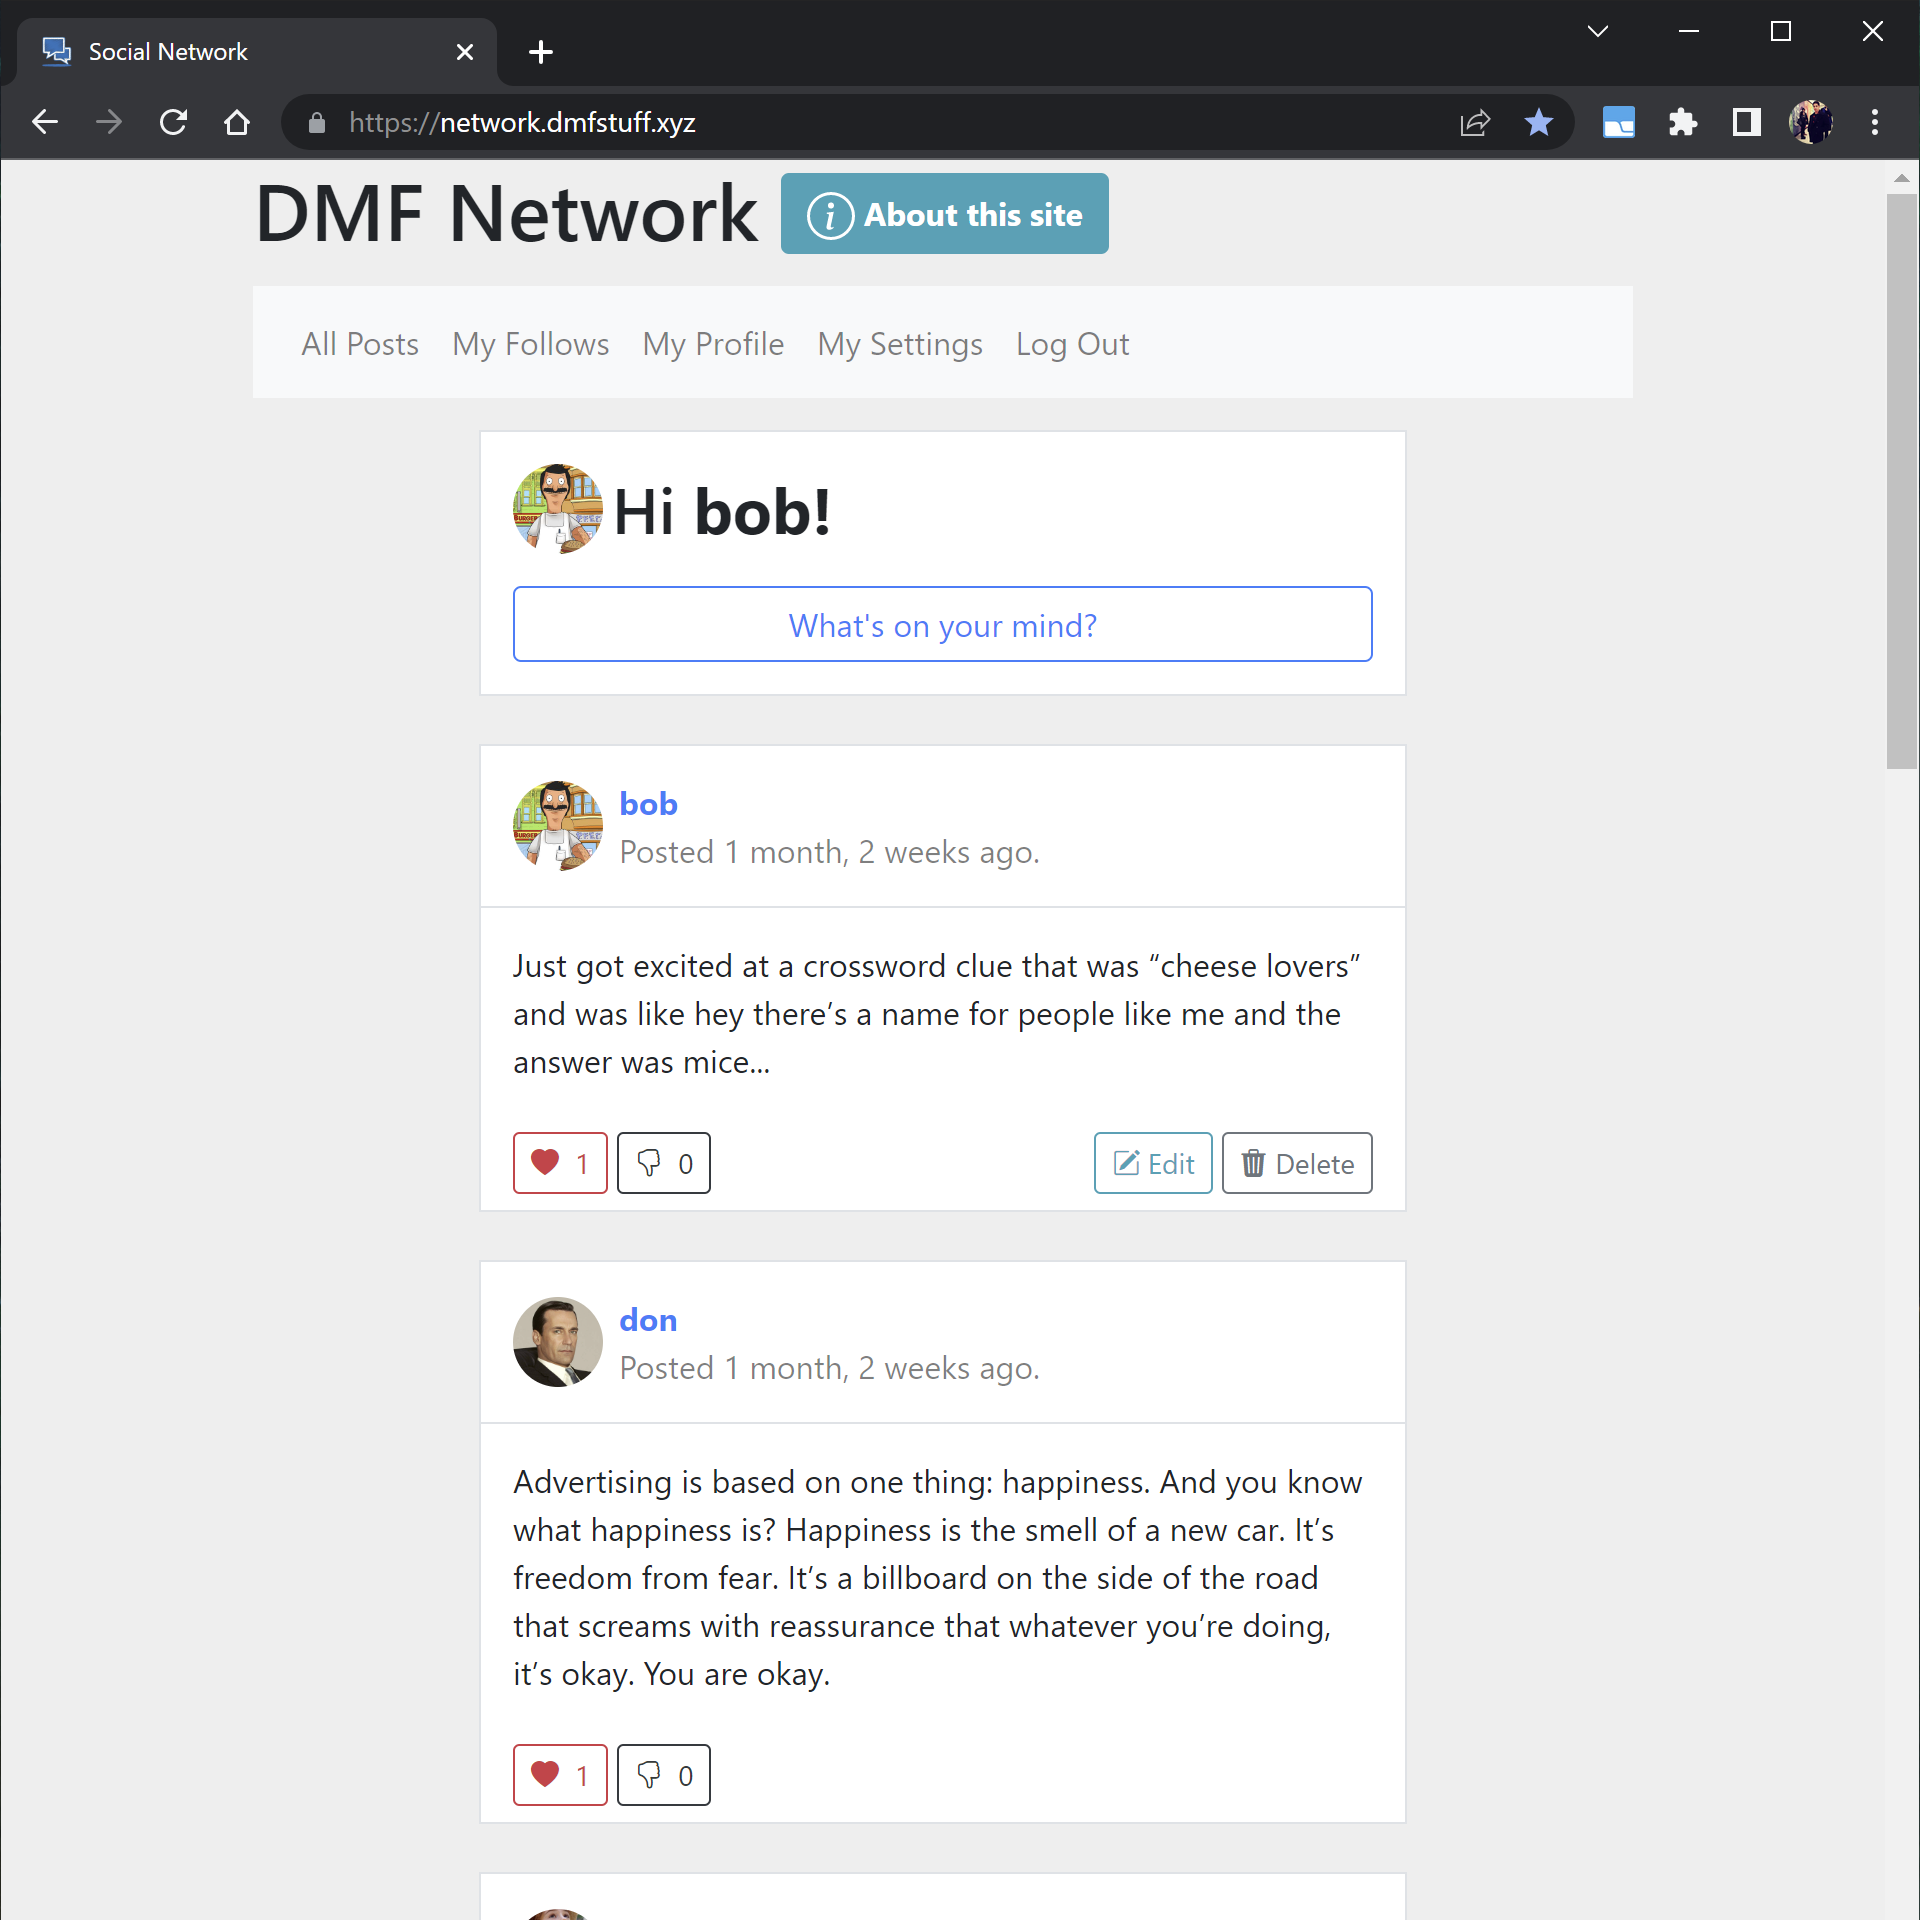 Social Network
https://network.dmfstuff.xyz
DMF Network
About this site
All Posts My Follows My Profile My Settings Log Out
Hi bob!
What's on your mind?
bob
Posted 1 month, 2 weeks ago.
Just got excited at a crossword clue that was “cheese lovers”
and was like hey there’s a name for people like me and the
answer was mice...
1 0 Edit Delete
don
Posted 1 month, 2 weeks ago.
Advertising is based on one thing: happiness. And you know
what happiness is? Happiness is the smell of a new car. It’s
freedom from fear. It’s a billboard on the side of the road
that screams with reassurance that whatever you’re doing,
it’s okay. You are okay.
1 0